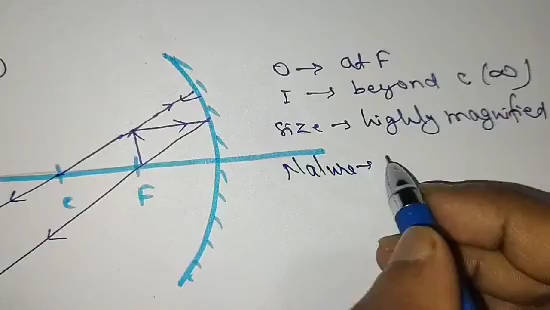 O → at F
I → beyond c (∞)
Size → highly magnified
Nature →
c
F